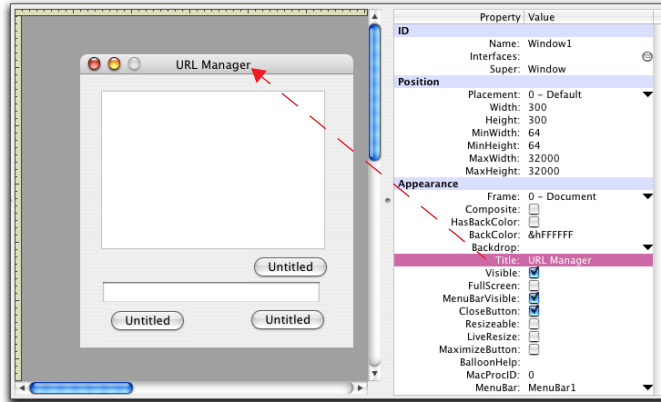 URL Manager
Untitled
Untitled
Untitled
Property Value
ID
Name: Window1
Interfaces:
Super: Window
Position
Placement: 0 - Default
Width: 300
Height: 300
MinWidth: 64
MinHeight: 64
MaxWidth: 32000
MaxHeight: 32000
Appearance
Frame: 0 - Document
Composite:
HasBackColor:
BackColor: &hFFFFFF
Backdrop:
Title: URL Manager
Visible:
FullScreen:
MenuBarVisible:
CloseButton:
Resizeable:
LiveResize:
MaximizeButton:
BalloonHelp:
MacProcID: 0
MenuBar: MenuBar1